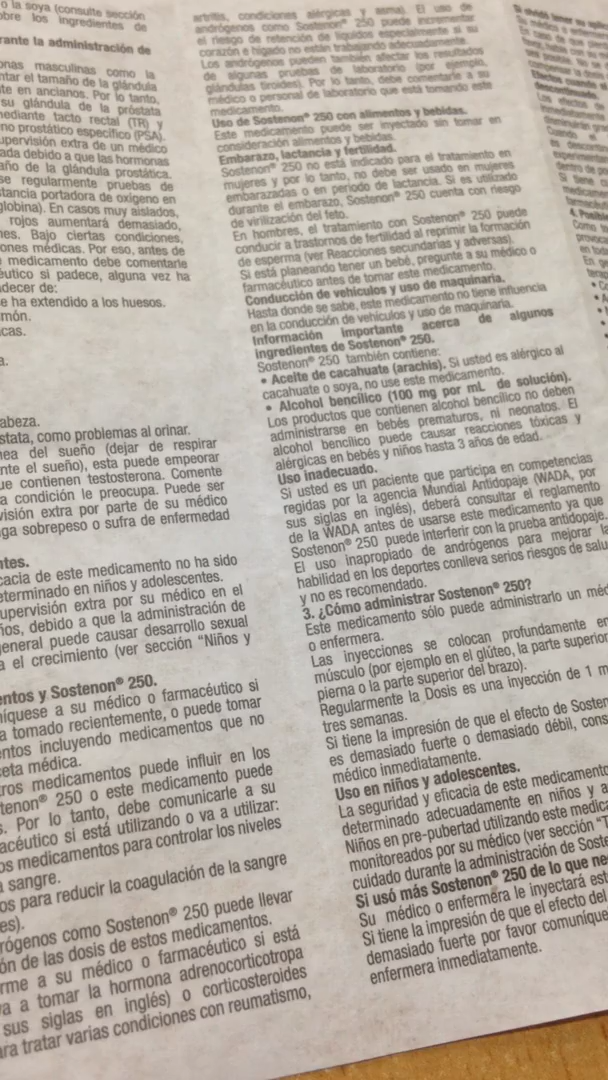 o la soya (consulte sección
obre los ingredientes de
rante la administración de
onas masculinas como la
ntar el tamaño de la glándula
te en ancianos. Por lo tanto,
su glándula de la próstata
mediante tacto rectal (TR) y
no prostático específico (PSA).
upervisión extra de un médico
ada debido a que las hormonas
año de la glándula prostática.
se regularmente pruebas de
tancia portadora de oxígeno en
globina). En casos muy aislados,
rojos aumentará demasiado,
nes. Bajo ciertas condiciones,
ones médicas. Por eso, antes de
medicamento debe comentarle
éutico si padece, alguna vez ha
decer de:
e ha extendido a los huesos.
món.
cas.
a.
abeza.
stata, como problemas al orinar.
nea del sueño (dejar de respirar
nte el sueño), esta puede empeorar
ue contienen testosterona. Comente
a condición le preocupa. Puede ser
visión extra por parte de su médico
ga sobrepeso o sufra de enfermedad
ntes.
cacia de este medicamento no ha sido
eterminado en niños y adolescentes.
upervisión extra por su médico en el
ños, debido a que la administración de
general puede causar desarrollo sexual
a el crecimiento (ver sección "Niños y
entos y Sostenon® 250.
níquese a su médico o farmacéutico si
a tomado recientemente, o puede tomar
entos incluyendo medicamentos que no
eta médica.
tros medicamentos puede influir en los
tenon® 250 o este medicamento puede
s. Por lo tanto, debe comunicarle a su
acéutico si está utilizando o va a utilizar:
os medicamentos para controlar los niveles
a sangre.
os para reducir la coagulación de la sangre
es).
rógenos como Sostenon® 250 puede llevar
ón de las dosis de estos medicamentos.
rme a su médico o farmacéutico si está
va a tomar la hormona adrenocorticotropa
sus siglas en inglés) o corticosteroides
ara tratar varias condiciones con reumatismo,
artritis, condiciones alérgicas y asma). El uso de
andrógenos como Sostenon® 250 puede incrementar
el riesgo de retención de líquidos especialmente si su
corazón e hígado no están trabajando adecuadamente.
Los andrógenos pueden también afectar los resultados
de algunas pruebas de laboratorio (por ejemplo,
glándulas tiroides). Por lo tanto, debe comentarle a su
médico o personal de laboratorio que está tomando este
medicamento.
Uso de Sostenon® 250 con alimentos y bebidas.
Este medicamento puede ser inyectado sin tomar en
consideración alimentos y bebidas.
Embarazo, lactancia y fertilidad.
Sostenon® 250 no está indicado para el tratamiento en
mujeres y por lo tanto, no debe ser usado en mujeres
embarazadas o en periodo de lactancia. Si es utilizado
durante el embarazo, Sostenon® 250 cuenta con riesgo
de virilización del feto.
En hombres, el tratamiento con Sostenon® 250 puede
conducir a trastornos de fertilidad al reprimir la formación
de esperma (ver Reacciones secundarias y adversas).
Si está planeando tener un bebé, pregunte a su médico o
farmacéutico antes de tomar este medicamento.
Conducción de vehículos y uso de maquinaria.
Hasta donde se sabe, este medicamento no tiene influencia
en la conducción de vehículos y uso de maquinaria.
Información importante acerca de algunos
ingredientes de Sostenon® 250.
Sostenon® 250 también contiene:
• Aceite de cacahuate (arachis). Si usted es alérgico al
cacahuate o soya, no use este medicamento.
• Alcohol bencílico (100 mg por mL de solución).
Los productos que contienen alcohol bencílico no deben
administrarse en bebés prematuros, ni neonatos. El
alcohol bencílico puede causar reacciones tóxicas y
alérgicas en bebés y niños hasta 3 años de edad.
Uso inadecuado.
Si usted es un paciente que participa en competencias
regidas por la agencia Mundial Antidopaje (WADA, por
sus siglas en inglés), deberá consultar el reglamento
de la WADA antes de usarse este medicamento ya que
Sostenon® 250 puede interferir con la prueba antidopaje.
El uso inapropiado de andrógenos para mejorar la
habilidad en los deportes conlleva serios riesgos de salu
y no es recomendado.
3. ¿Cómo administrar Sostenon® 250?
Este medicamento sólo puede administrarlo un méd
o enfermera.
Las inyecciones se colocan profundamente en
músculo (por ejemplo en el glúteo, la parte superior
pierna o la parte superior del brazo).
Regularmente la Dosis es una inyección de 1 m
tres semanas.
Si tiene la impresión de que el efecto de Sosten
es demasiado fuerte o demasiado débil, cons
médico inmediatamente.
Uso en niños y adolescentes.
La seguridad y eficacia de este medicamento
determinado adecuadamente en niños y a
Niños en pre-pubertad utilizando este medica
monitoreados por su médico (ver sección "T
cuidado durante la administración de Soste
Si usó más Sostenon® 250 de lo que ne
Su médico o enfermera le inyectará est
Si tiene la impresión de que el efecto del
demasiado fuerte por favor comuníque
enfermera inmediatamente.